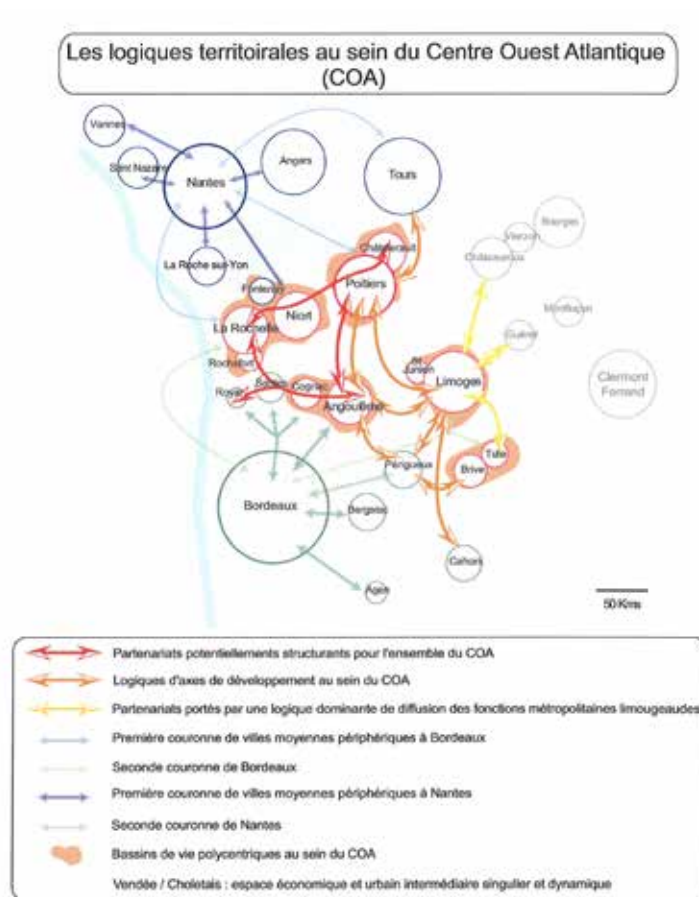 Les logiques territoirales au sein du Centre Ouest Atlantique
(COA)
Vannes
Saint Nazaire
Nantes
Angers
Tours
Bourges
Vierzon
Châteauroux
Châtellerault
La Roche sur-Yon
Fontenay
Poitiers
Montluçon
La Rochelle
Niort
Guéret
Rochefort
St Junien
Limoges
Clermont
Ferrand
Royan
Saintes
Cognac
Angoulême
Tulle
Périgueux
Brive
Bordeaux
Bergerac
Cahors
Agen
50 Kms
Partenariats potentiellements structurants pour l'ensemble du COA
Logiques d'axes de développement au sein du COA
Partenariats portés par une logique dominante de diffusion des fonctions métropolitaines limougeaudes
Première couronne de villes moyennes périphériques à Bordeaux
Seconde couronne de Bordeaux
Première couronne de villes moyennes périphériques à Nantes
Seconde couronne de Nantes
Bassins de vie polycentriques au sein du COA
Vendée / Choletais : espace économique et urbain intermédiaire singulier et dynamique